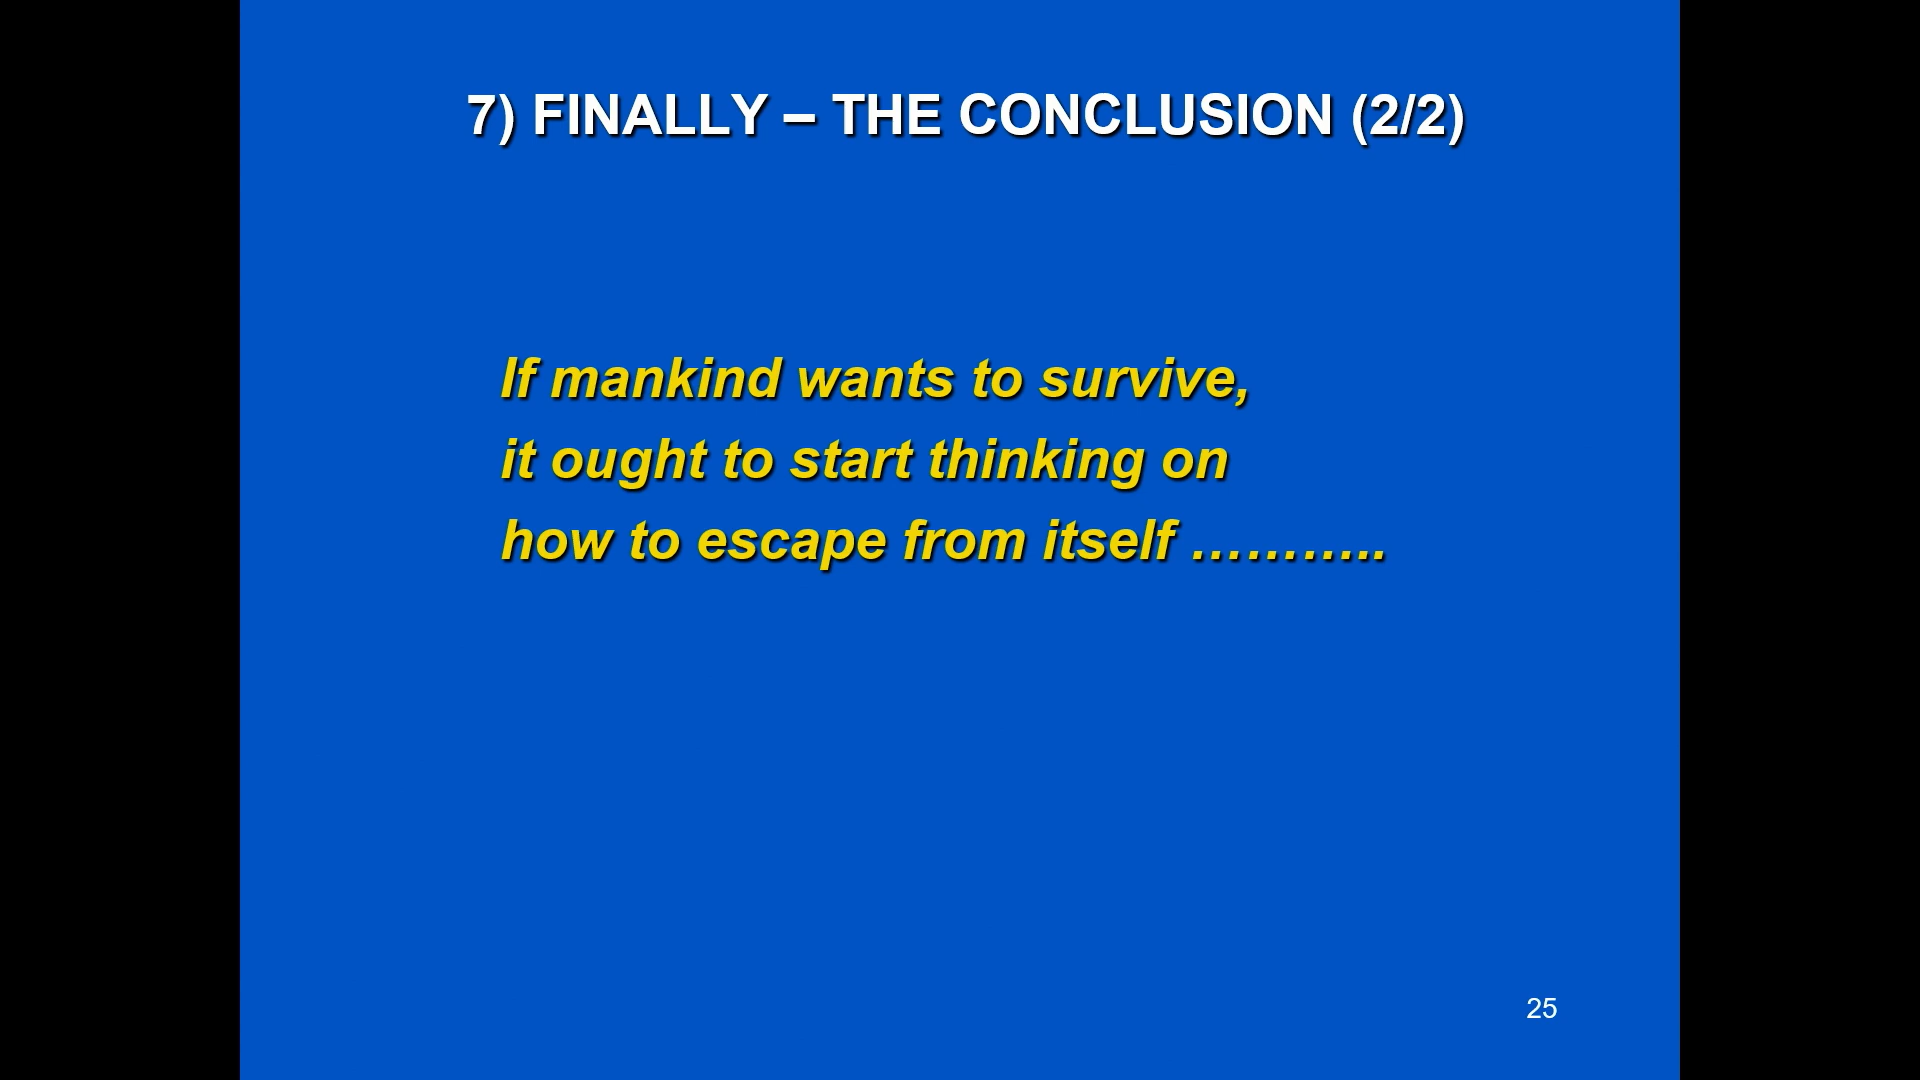 7) FINALLY – THE CONCLUSION (2/2)
If mankind wants to survive,
it ought to start thinking on
how to escape from itself ………..
25